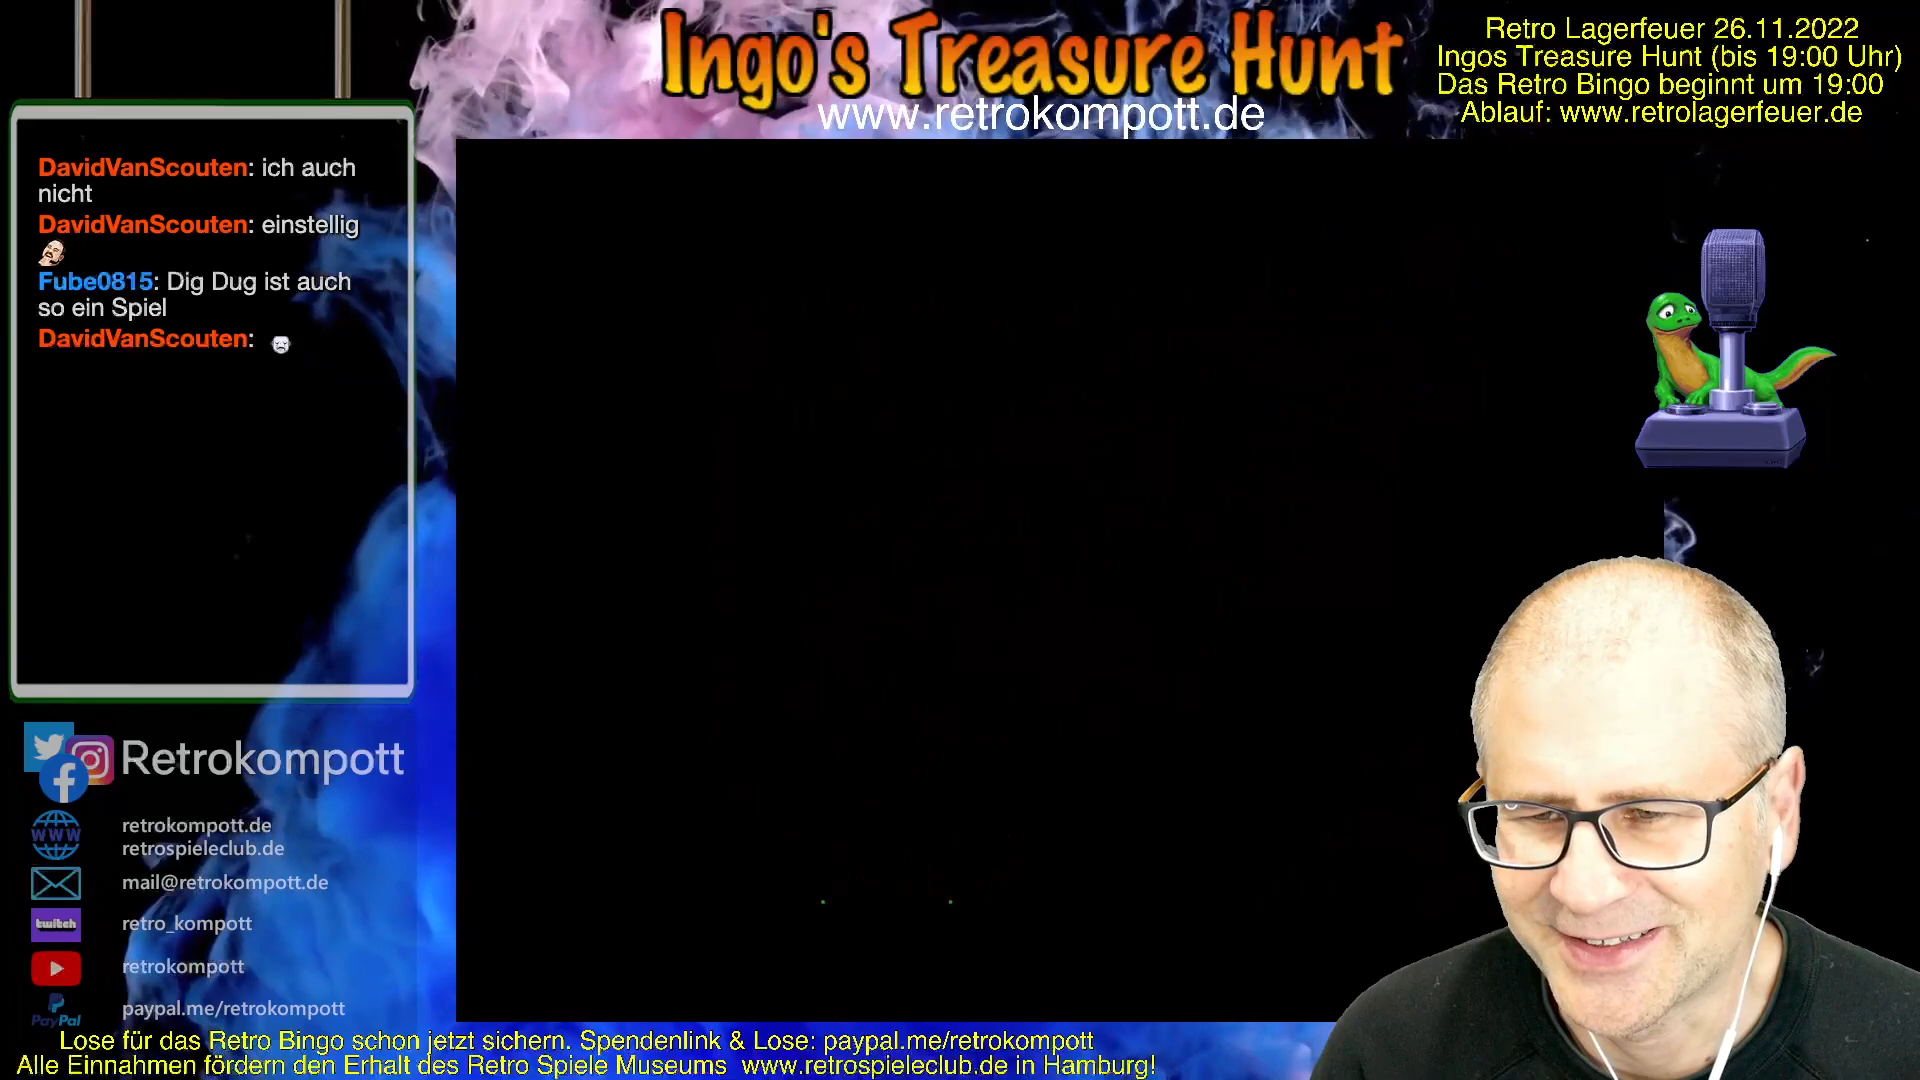 Ingo's Treasure Hunt
www.retrokompott.de
Retro Lagerfeuer 26.11.2022
Ingos Treasure Hunt (bis 19:00 Uhr)
Das Retro Bingo beginnt um 19:00
Ablauf: www.retrolagerfeuer.de
DavidVanScouten: ich auch
nicht
DavidVanScouten: einstellig
Fube0815: Dig Dug ist auch
so ein Spiel
DavidVanScouten:
Retrokompott
WWW
retrokompott.de
retrospieleclub.de
mail@retrokompott.de
twitch
retro_kompott
retrokompott
PayPal
paypal.me/retrokompott
Lose für das Retro Bingo schon jetzt sichern. Spendenlink & Lose: paypal.me/retrokompott
Alle Einnahmen fördern den Erhalt des Retro Spiele Museums www.retrospieleclub.de in Hamburg!